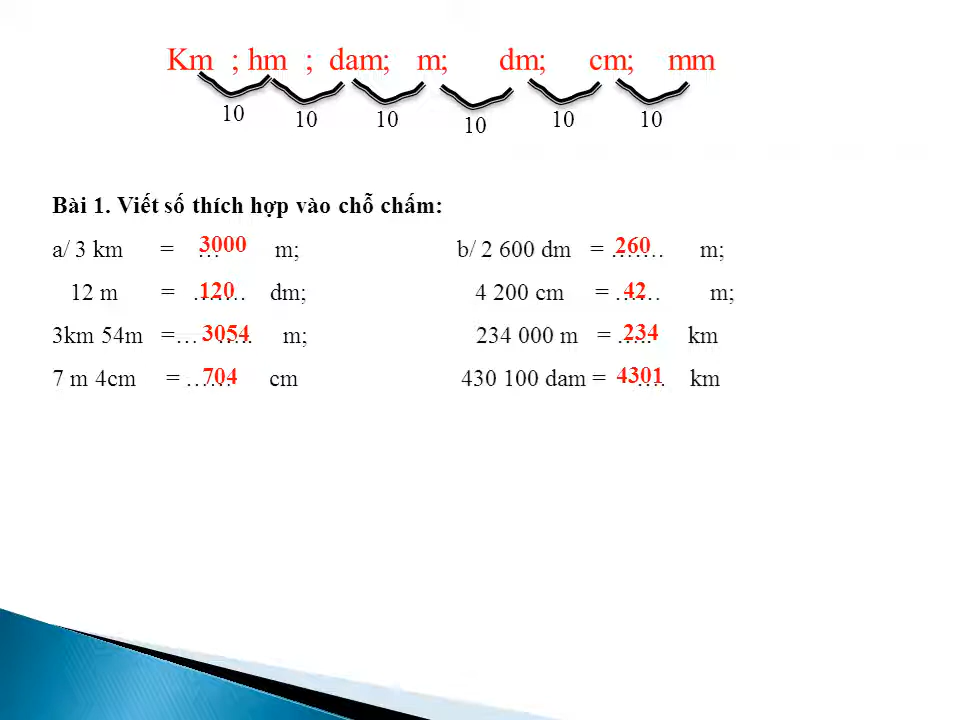 Km ; hm ; dam; m; dm; cm; mm
10 10 10 10 10 10
Bài 1. Viết số thích hợp vào chỗ chấm:
a/ 3 km = … 3000 m; b/ 2 600 dm = ……. 260 m;
12 m = ……. 120 dm; 4 200 cm = …… 42 m;
3km 54m =… ….. 3054 m; 234 000 m = ….. 234 km
7 m 4cm = …… 704 cm 430 100 dam = …. 4301 km